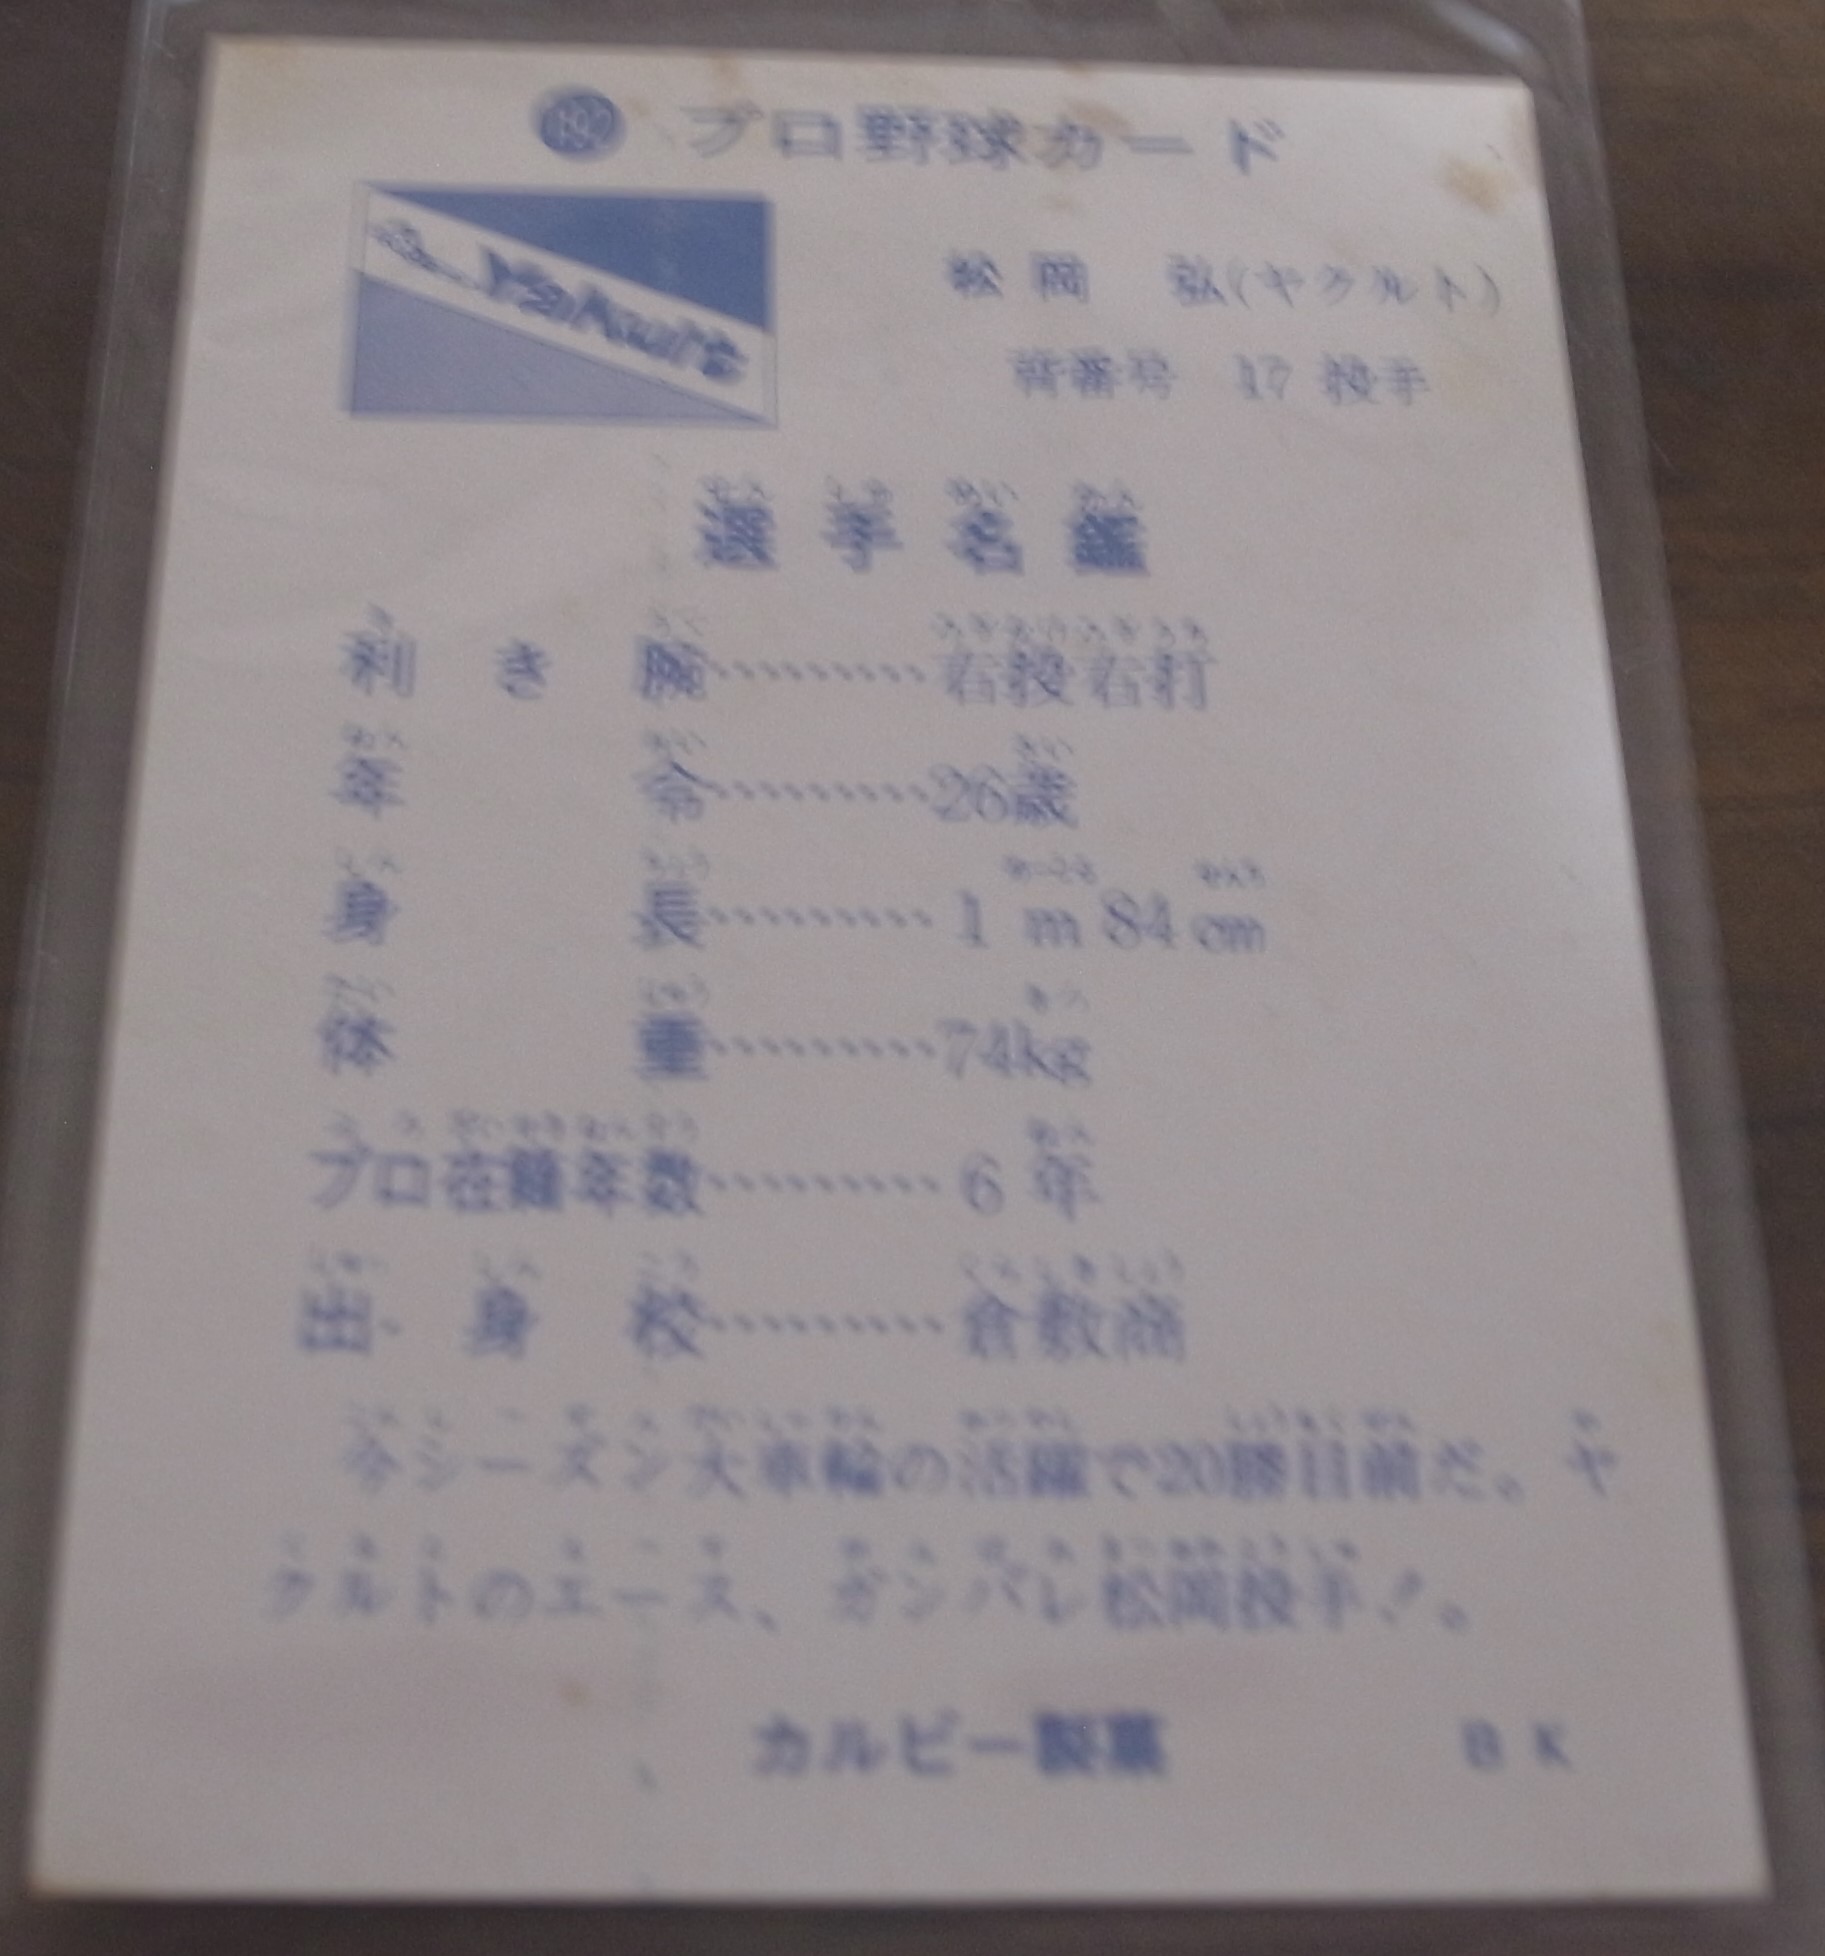 プロ野球カード
Yakult
松岡 弘(ヤクルト)
背番号 17 投手
選手名鑑
利き腕………右投右打
年令………26歳
身長………1m84cm
体重………74kg
プロ在籍年数………6年
出身校………倉敷商
今シーズン大車輪の活躍で20勝目前だ。ヤ
クルトのエース、ガンバレ松岡投手!。
カルビー製菓 BK